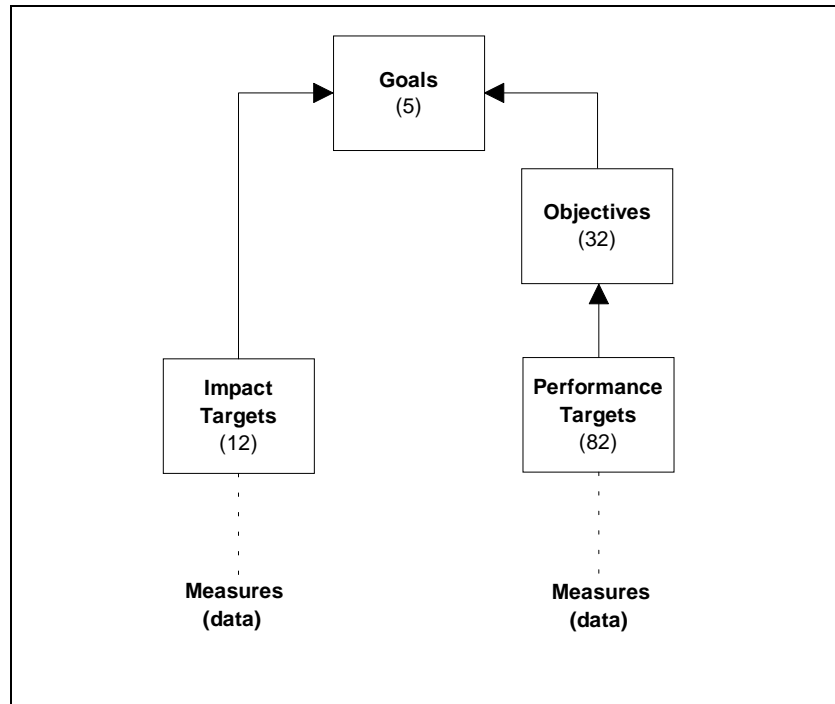 Goals
(5)
Objectives
(32)
Impact
Targets
(12)
Performance
Targets
(82)
Measures
(data)
Measures
(data)